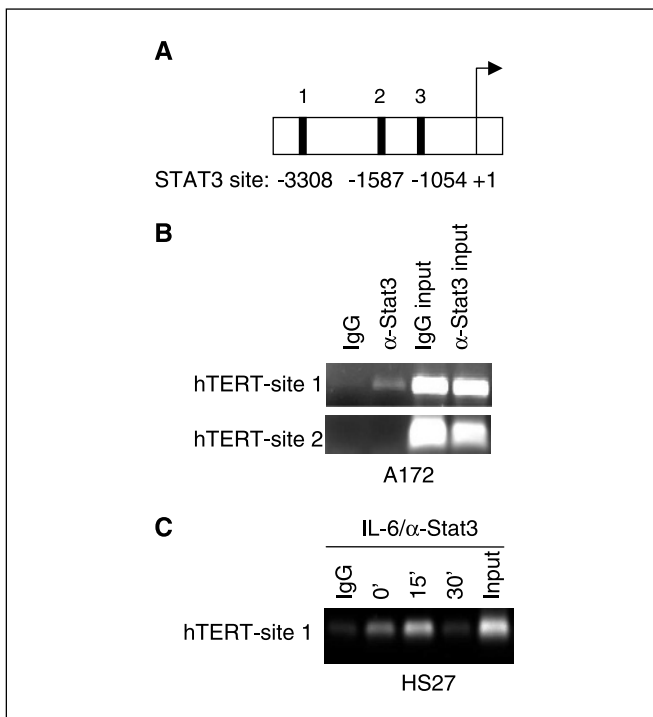 A
1 2 3
STAT3 site: -3308 -1587 -1054 +1
B
IgG
α-Stat3
IgG input
α-Stat3 input
hTERT-site 1
hTERT-site 2
A172
C
IL-6/α-Stat3
IgG
0'
15'
30'
Input
hTERT-site 1
HS27